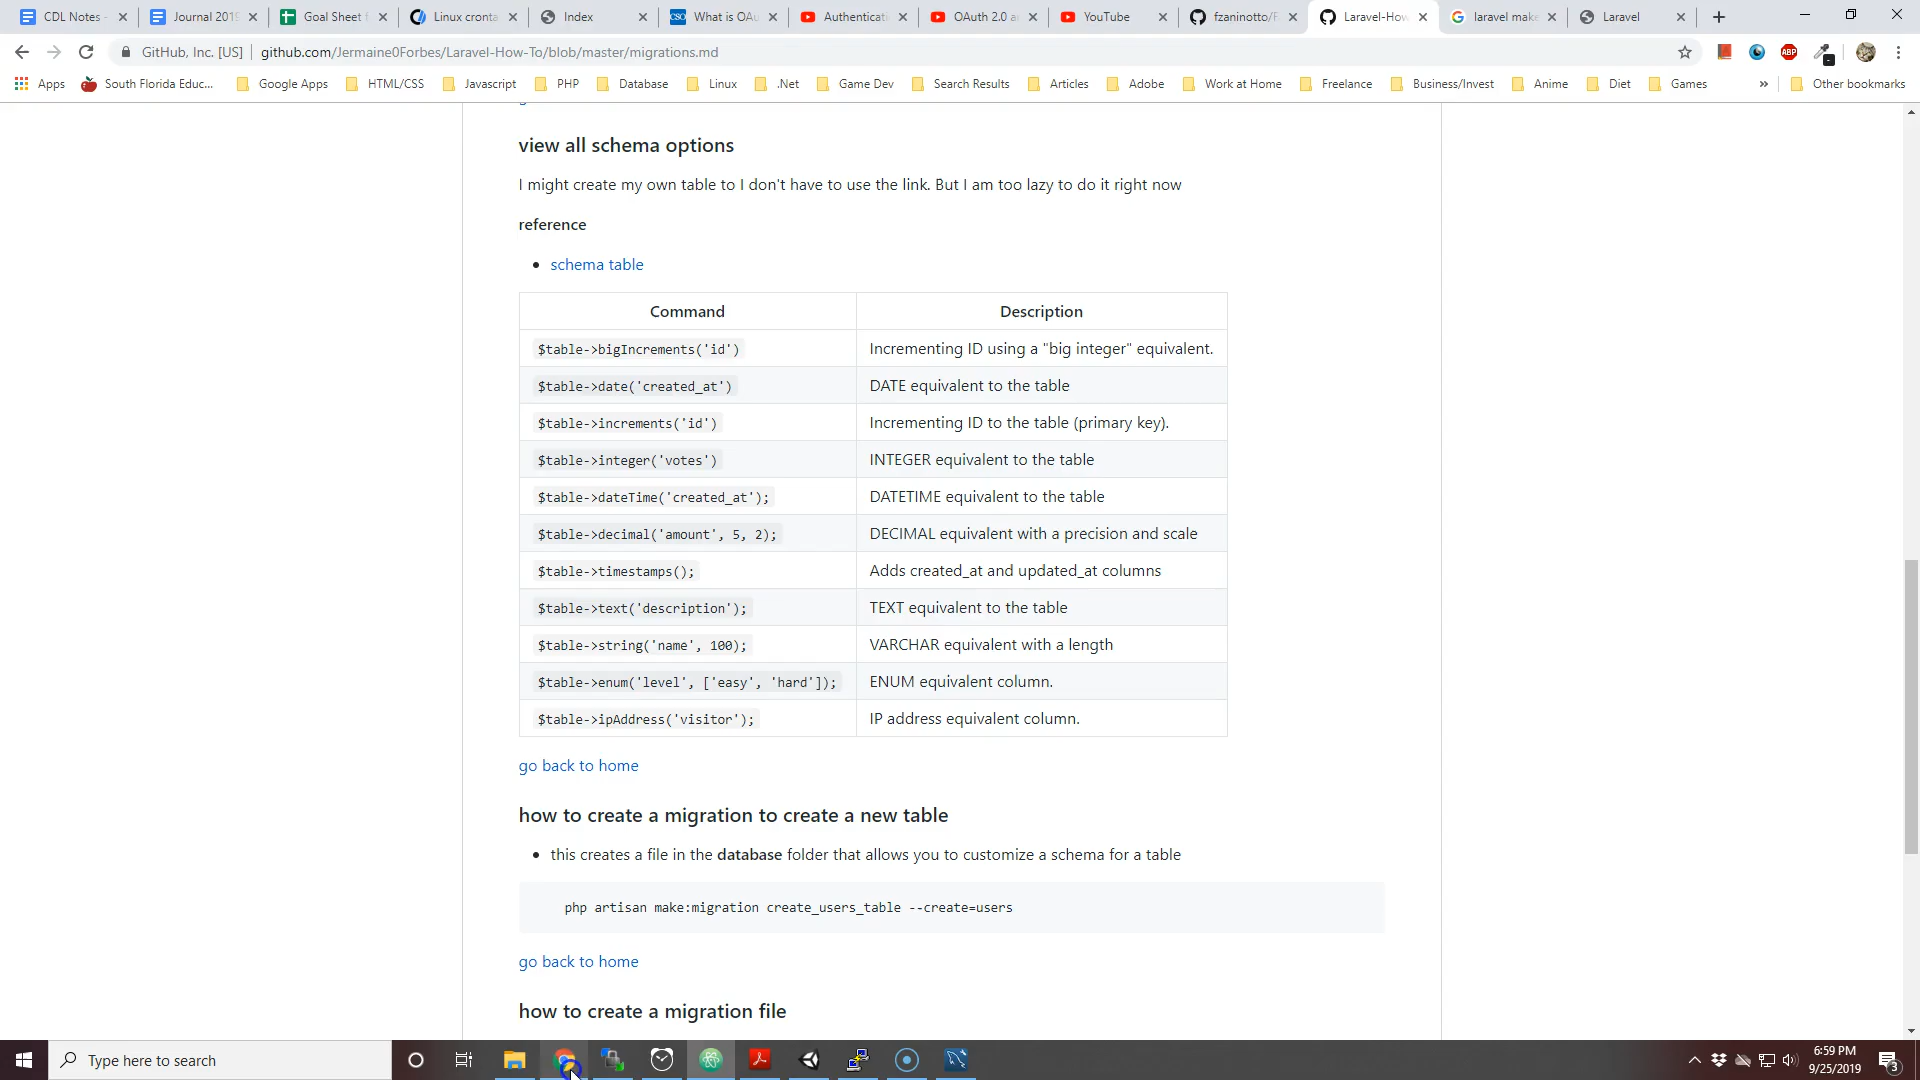 CDL Notes -
Journal 2019
Goal Sheet f
Linux cronta
Index
What is OAu
Authenticati
OAuth 2.0 a
YouTube
fzaninotto/F
Laravel-How
laravel make
Laravel
GitHub, Inc. [US]
github.com/Jermaine0Forbes/Laravel-How-To/blob/master/migrations.md
ABP
Apps
South Florida Educ...
Google Apps
HTML/CSS
Javascript
PHP
Database
Linux
.Net
Game Dev
Search Results
Articles
Adobe
Work at Home
Freelance
Business/Invest
Anime
Diet
Games
»
Other bookmarks
view all schema options
I might create my own table to I don't have to use the link. But I am too lazy to do it right now
reference
schema table
Command Description
$table->bigIncrements('id') Incrementing ID using a "big integer" equivalent.
$table->date('created_at') DATE equivalent to the table
$table->increments('id') Incrementing ID to the table (primary key).
$table->integer('votes') INTEGER equivalent to the table
$table->dateTime('created_at'); DATETIME equivalent to the table
$table->decimal('amount', 5, 2); DECIMAL equivalent with a precision and scale
$table->timestamps(); Adds created_at and updated_at columns
$table->text('description'); TEXT equivalent to the table
$table->string('name', 100); VARCHAR equivalent with a length
$table->enum('level', ['easy', 'hard']); ENUM equivalent column.
$table->ipAddress('visitor'); IP address equivalent column.
go back to home
how to create a migration to create a new table
this creates a file in the database folder that allows you to customize a schema for a table
php artisan make:migration create_users_table --create=users
go back to home
how to create a migration file
Type here to search
6:59 PM
9/25/2019
3